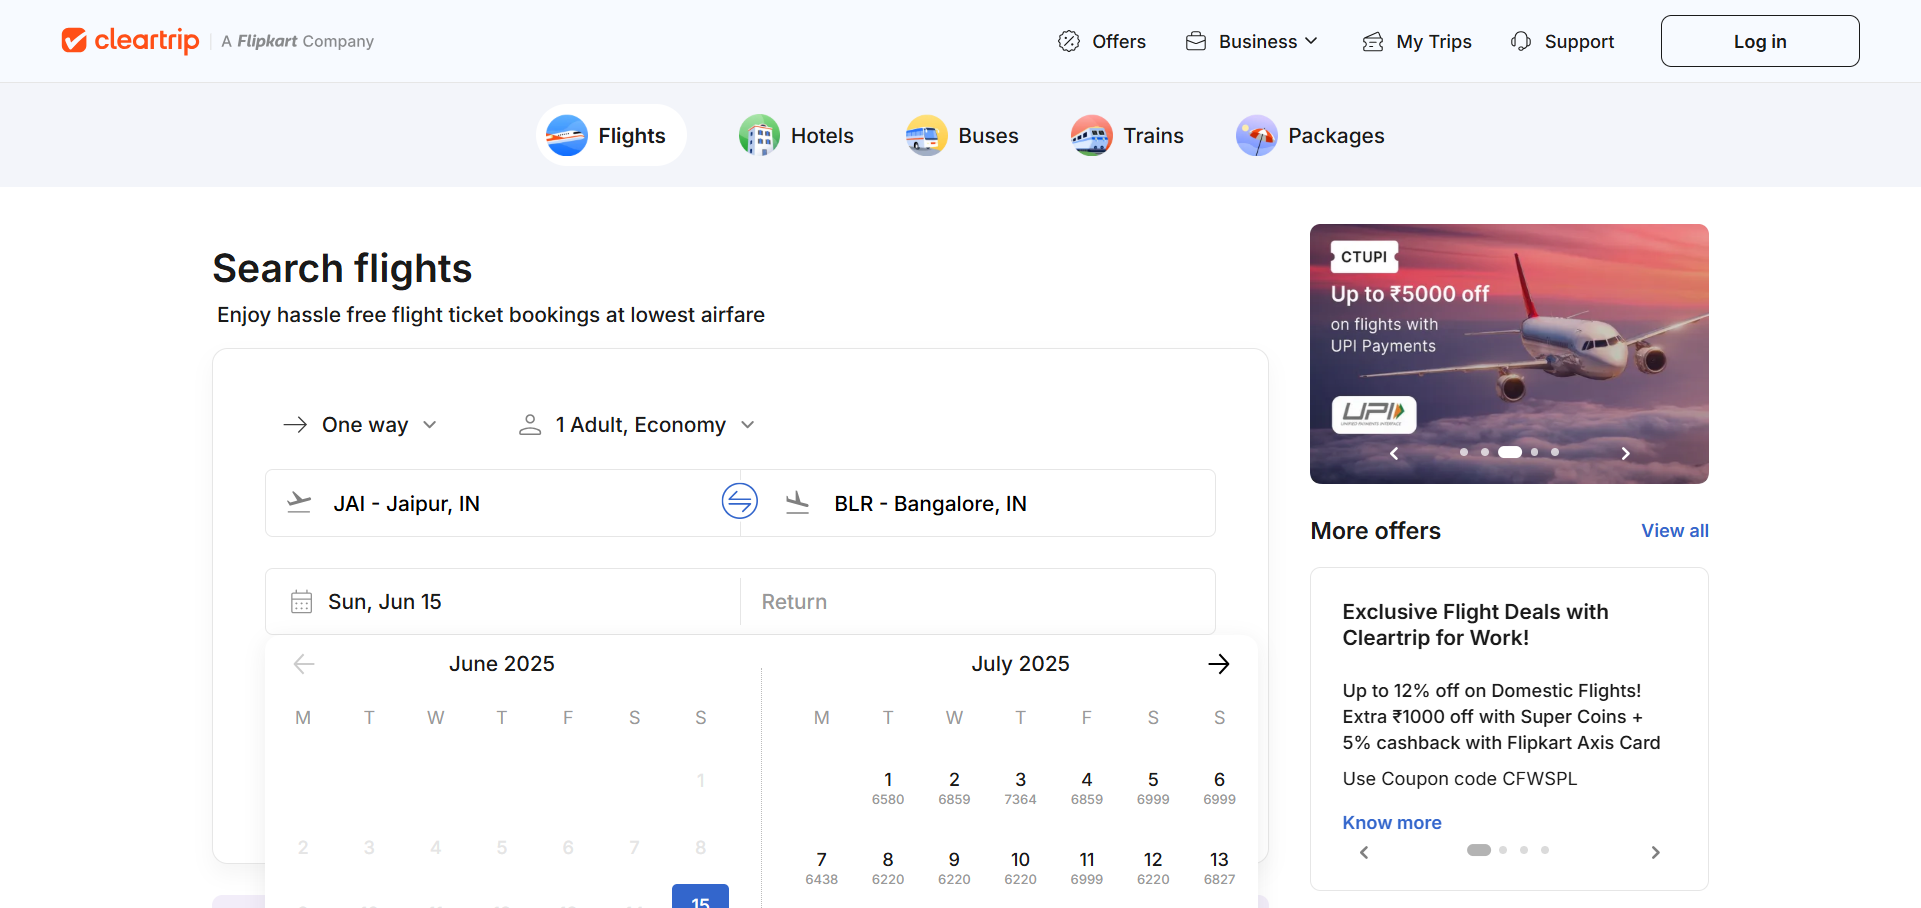 cleartrip
A Flipkart Company
Offers
Business
My Trips
Support
Log in
Flights
Hotels
Buses
Trains
Packages
Search flights
Enjoy hassle free flight ticket bookings at lowest airfare
One way
1 Adult, Economy
JAI - Jaipur, IN
BLR - Bangalore, IN
Sun, Jun 15
Return
June 2025
M T W T F S S
1
2 3 4 5 6 7 8
15
July 2025
M T W T F S S
1 2 3 4 5 6
6580 6859 7364 6859 6999 6999
7 8 9 10 11 12 13
6438 6220 6220 6220 6999 6220 6827
CTUPI
Up to ₹5000 off
on flights with
UPI Payments
UPI
More offers
View all
Exclusive Flight Deals with
Cleartrip for Work!
Up to 12% off on Domestic Flights!
Extra ₹1000 off with Super Coins +
5% cashback with Flipkart Axis Card
Use Coupon code CFWSPL
Know more